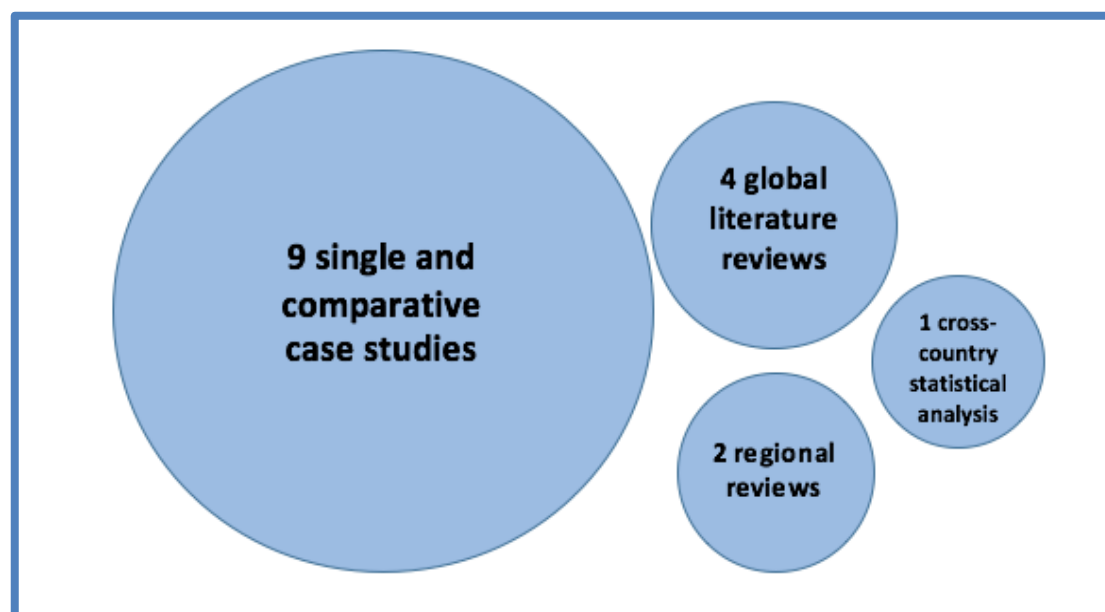 9 single and
comparative
case studies
4 global
literature
reviews
1 cross-
country
statistical
analysis
2 regional
reviews